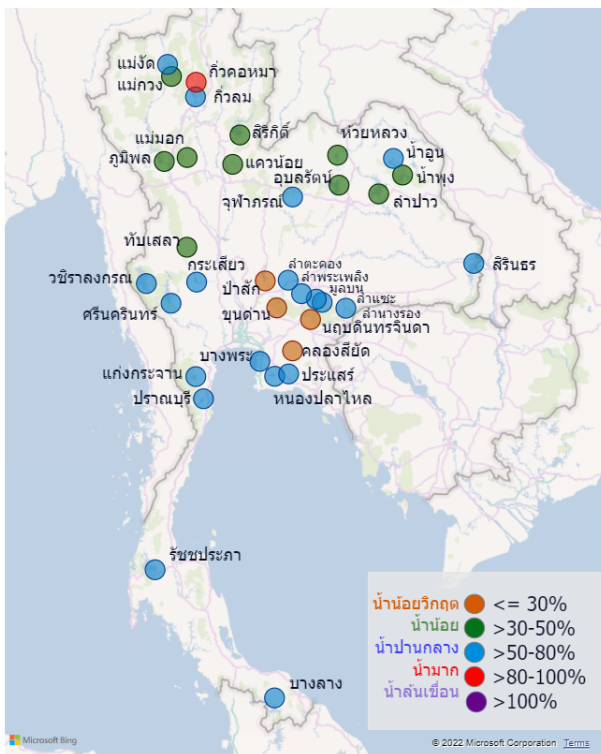 แม่งัด
แม่กวง
กิ่วคอหมา
กิ่วลม
สิริกิติ์
ห้วยหลวง
แม่มอก
ภูมิพล
แควน้อย
น้ำอูน
อุบลรัตน์
น้ำพุง
จุฬาภรณ์
ลำปาว
ทับเสลา
กระเสียว
ลำตะคอง
สิรินธร
วชิราลงกรณ
ป่าสัก
ลำพระเพลิง
มูลบน
ลำแชะ
ศรีนครินทร์
ขุนด่าน
ลำนางรอง
นฤบดินทรจินดา
คลองสียัด
บางพระ
แก่งกระจาน
ประแสร์
ปราณบุรี
หนองปลาไหล
รัชชประภา
บางลาง
น้ำน้อยวิกฤต <= 30%
น้ำน้อย >30-50%
น้ำปานกลาง >50-80%
น้ำมาก >80-100%
น้ำล้นเขื่อน >100%
Microsoft Bing
© 2022 Microsoft Corporation Terms